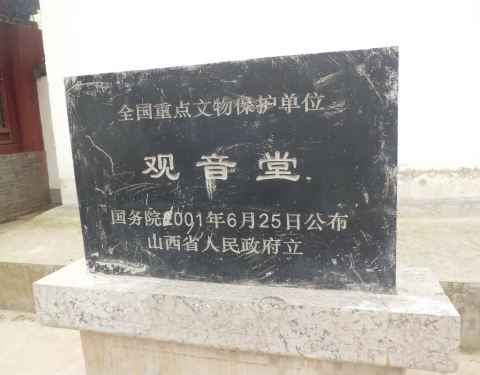 全国重点文物保护单位
观音堂
国务院2001年6月25日公布
山西省人民政府立